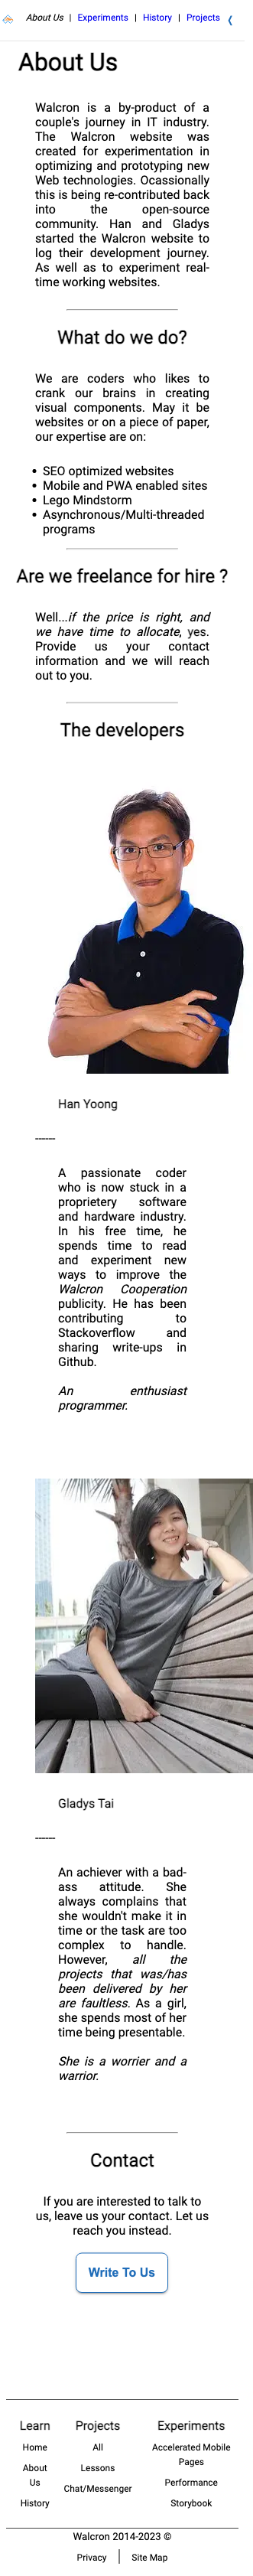 About Us | Experiments | History | Projects
About Us
Walcron is a by-product of a
couple's journey in IT industry.
The Walcron website was
created for experimentation in
optimizing and prototyping new
Web technologies. Ocassionally
this is being re-contributed back
into the open-source
community. Han and Gladys
started the Walcron website to
log their development journey.
As well as to experiment real-
time working websites.
What do we do?
We are coders who likes to
crank our brains in creating
visual components. May it be
websites or on a piece of paper,
our expertise are on:
• SEO optimized websites
• Mobile and PWA enabled sites
• Lego Mindstorm
• Asynchronous/Multi-threaded
programs
Are we freelance for hire ?
Well...if the price is right, and
we have time to allocate, yes.
Provide us your contact
information and we will reach
out to you.
The developers
Han Yoong
------
A passionate coder
who is now stuck in a
proprietery software
and hardware industry.
In his free time, he
spends time to read
and experiment new
ways to improve the
Walcron Cooperation
publicity. He has been
contributing to
Stackoverflow and
sharing write-ups in
Github.
An enthusiast
programmer.
Gladys Tai
------
An achiever with a bad-
ass attitude. She
always complains that
she wouldn't make it in
time or the task are too
complex to handle.
However, all the
projects that was/has
been delivered by her
are faultless. As a girl,
she spends most of her
time being presentable.
She is a worrier and a
warrior.
Contact
If you are interested to talk to
us, leave us your contact. Let us
reach you instead.
Write To Us
Learn
Home
About
Us
History
Projects
All
Lessons
Chat/Messenger
Experiments
Accelerated Mobile
Pages
Performance
Storybook
Walcron 2014-2023 ©
Privacy | Site Map